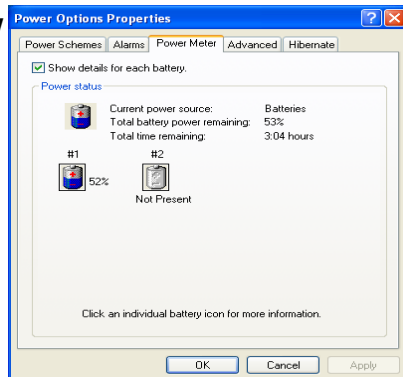 Power Options Properties
Power Schemes Alarms Power Meter Advanced Hibernate
Show details for each battery.
Power status
Current power source: Batteries
Total battery power remaining: 53%
Total time remaining: 3:04 hours
#1 #2
52%
Not Present
Click an individual battery icon for more information.
OK Cancel Apply